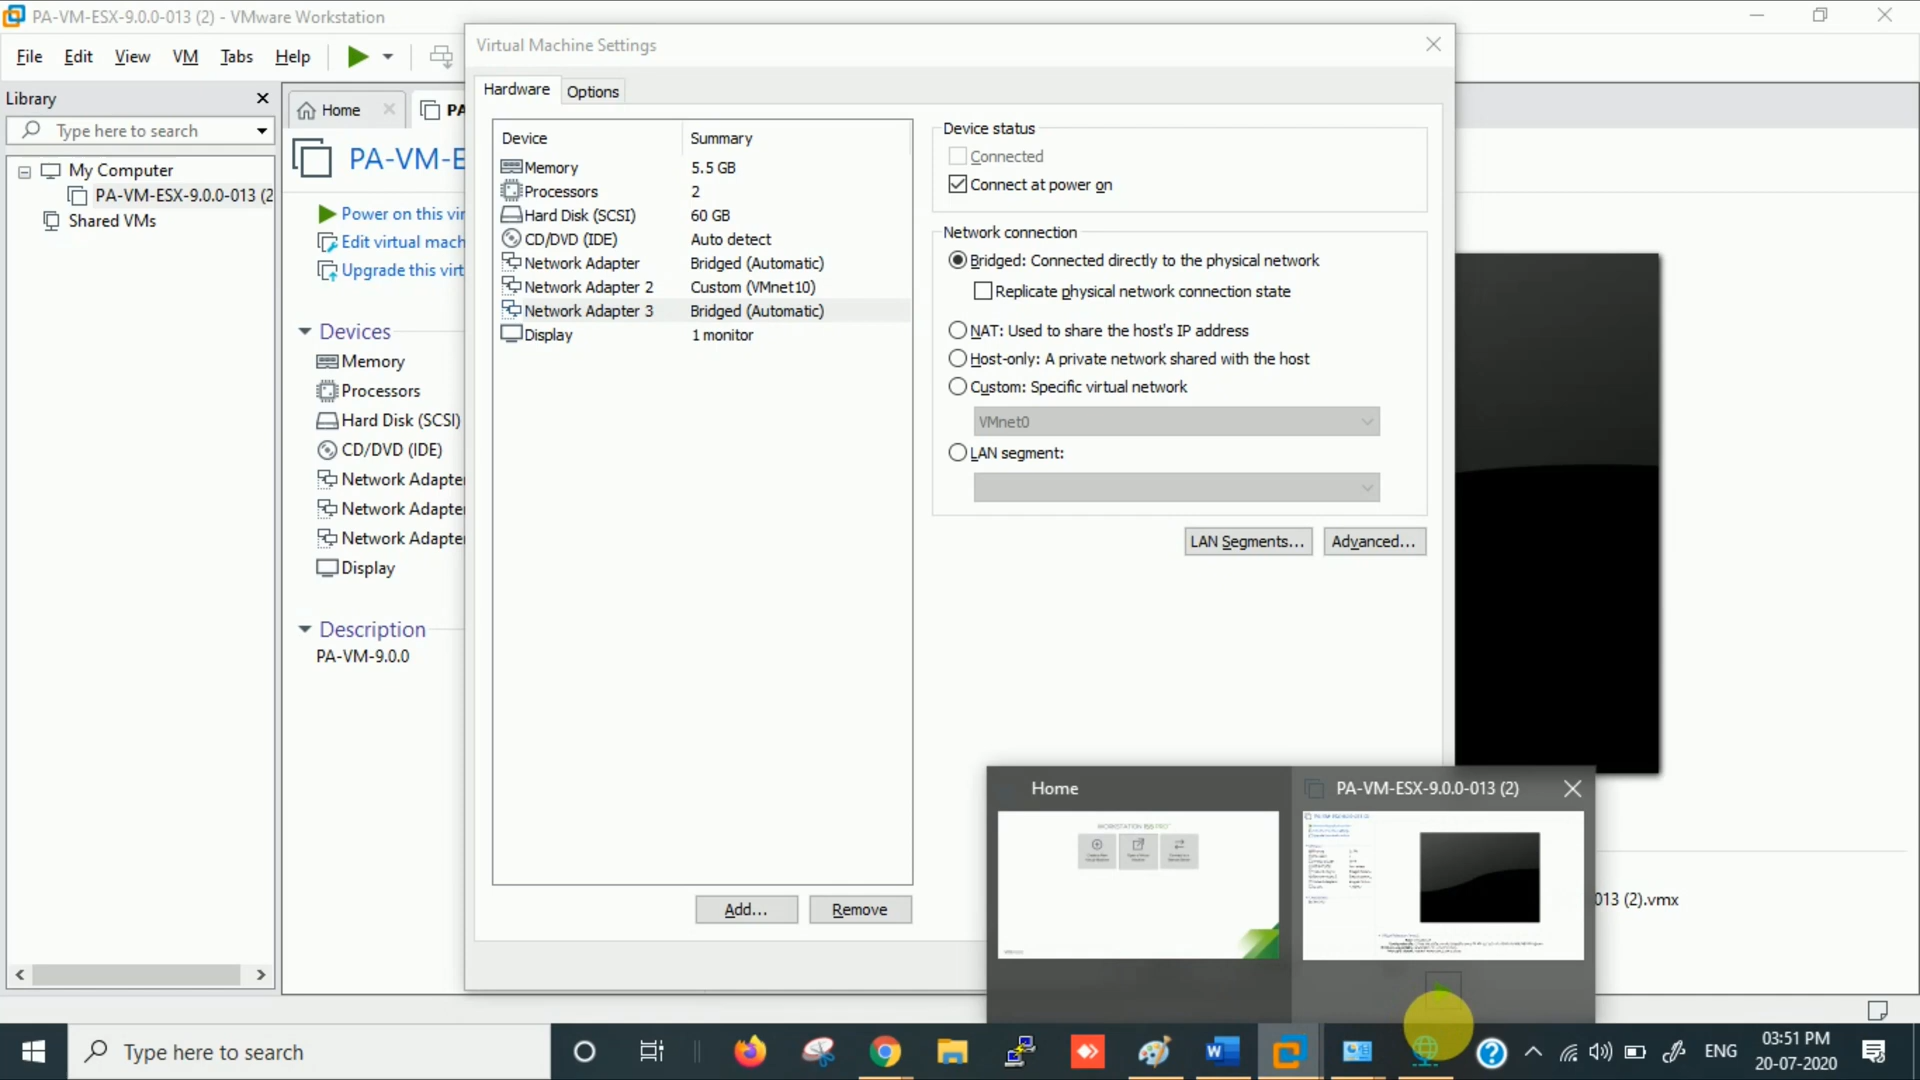 PA-VM-ESX-9.0.0-013 (2) - VMware Workstation
File Edit View VM Tabs Help
Library
Type here to search
My Computer
PA-VM-ESX-9.0.0-013 (2
Shared VMs
Home
PA
PA-VM-E
Power on this vir
Edit virtual mach
Upgrade this virt
Devices
Memory
Processors
Hard Disk (SCSI)
CD/DVD (IDE)
Network Adapte
Network Adapte
Network Adapte
Display
Description
PA-VM-9.0.0
Virtual Machine Settings
Hardware Options
Device Summary
Memory 5.5 GB
Processors 2
Hard Disk (SCSI) 60 GB
CD/DVD (IDE) Auto detect
Network Adapter Bridged (Automatic)
Network Adapter 2 Custom (VMnet10)
Network Adapter 3 Bridged (Automatic)
Display 1 monitor
Add... Remove
Device status
Connected
Connect at power on
Network connection
Bridged: Connected directly to the physical network
Replicate physical network connection state
NAT: Used to share the host's IP address
Host-only: A private network shared with the host
Custom: Specific virtual network
VMnet0
LAN segment:
LAN Segments... Advanced...
Home
PA-VM-ESX-9.0.0-013 (2)
013 (2).vmx
Type here to search
ENG
03:51 PM
20-07-2020